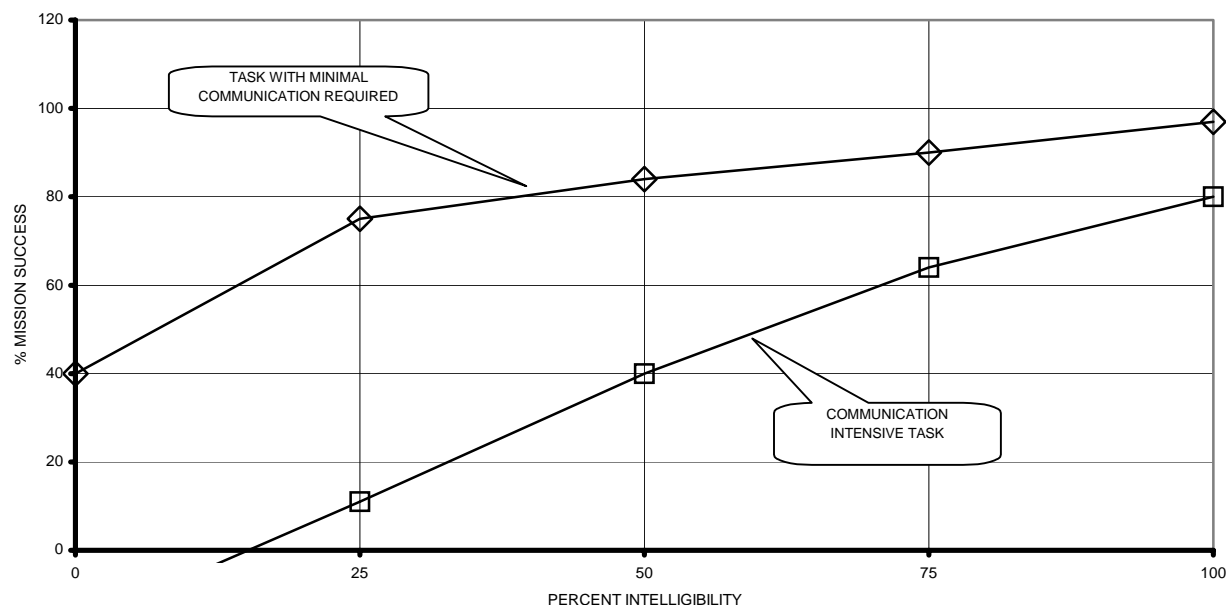 120
100
80
60
40
20
0
% MISSION SUCCESS
TASK WITH MINIMAL
COMMUNICATION REQUIRED
COMMUNICATION
INTENSIVE TASK
0 25 50 75 100
PERCENT INTELLIGIBILITY